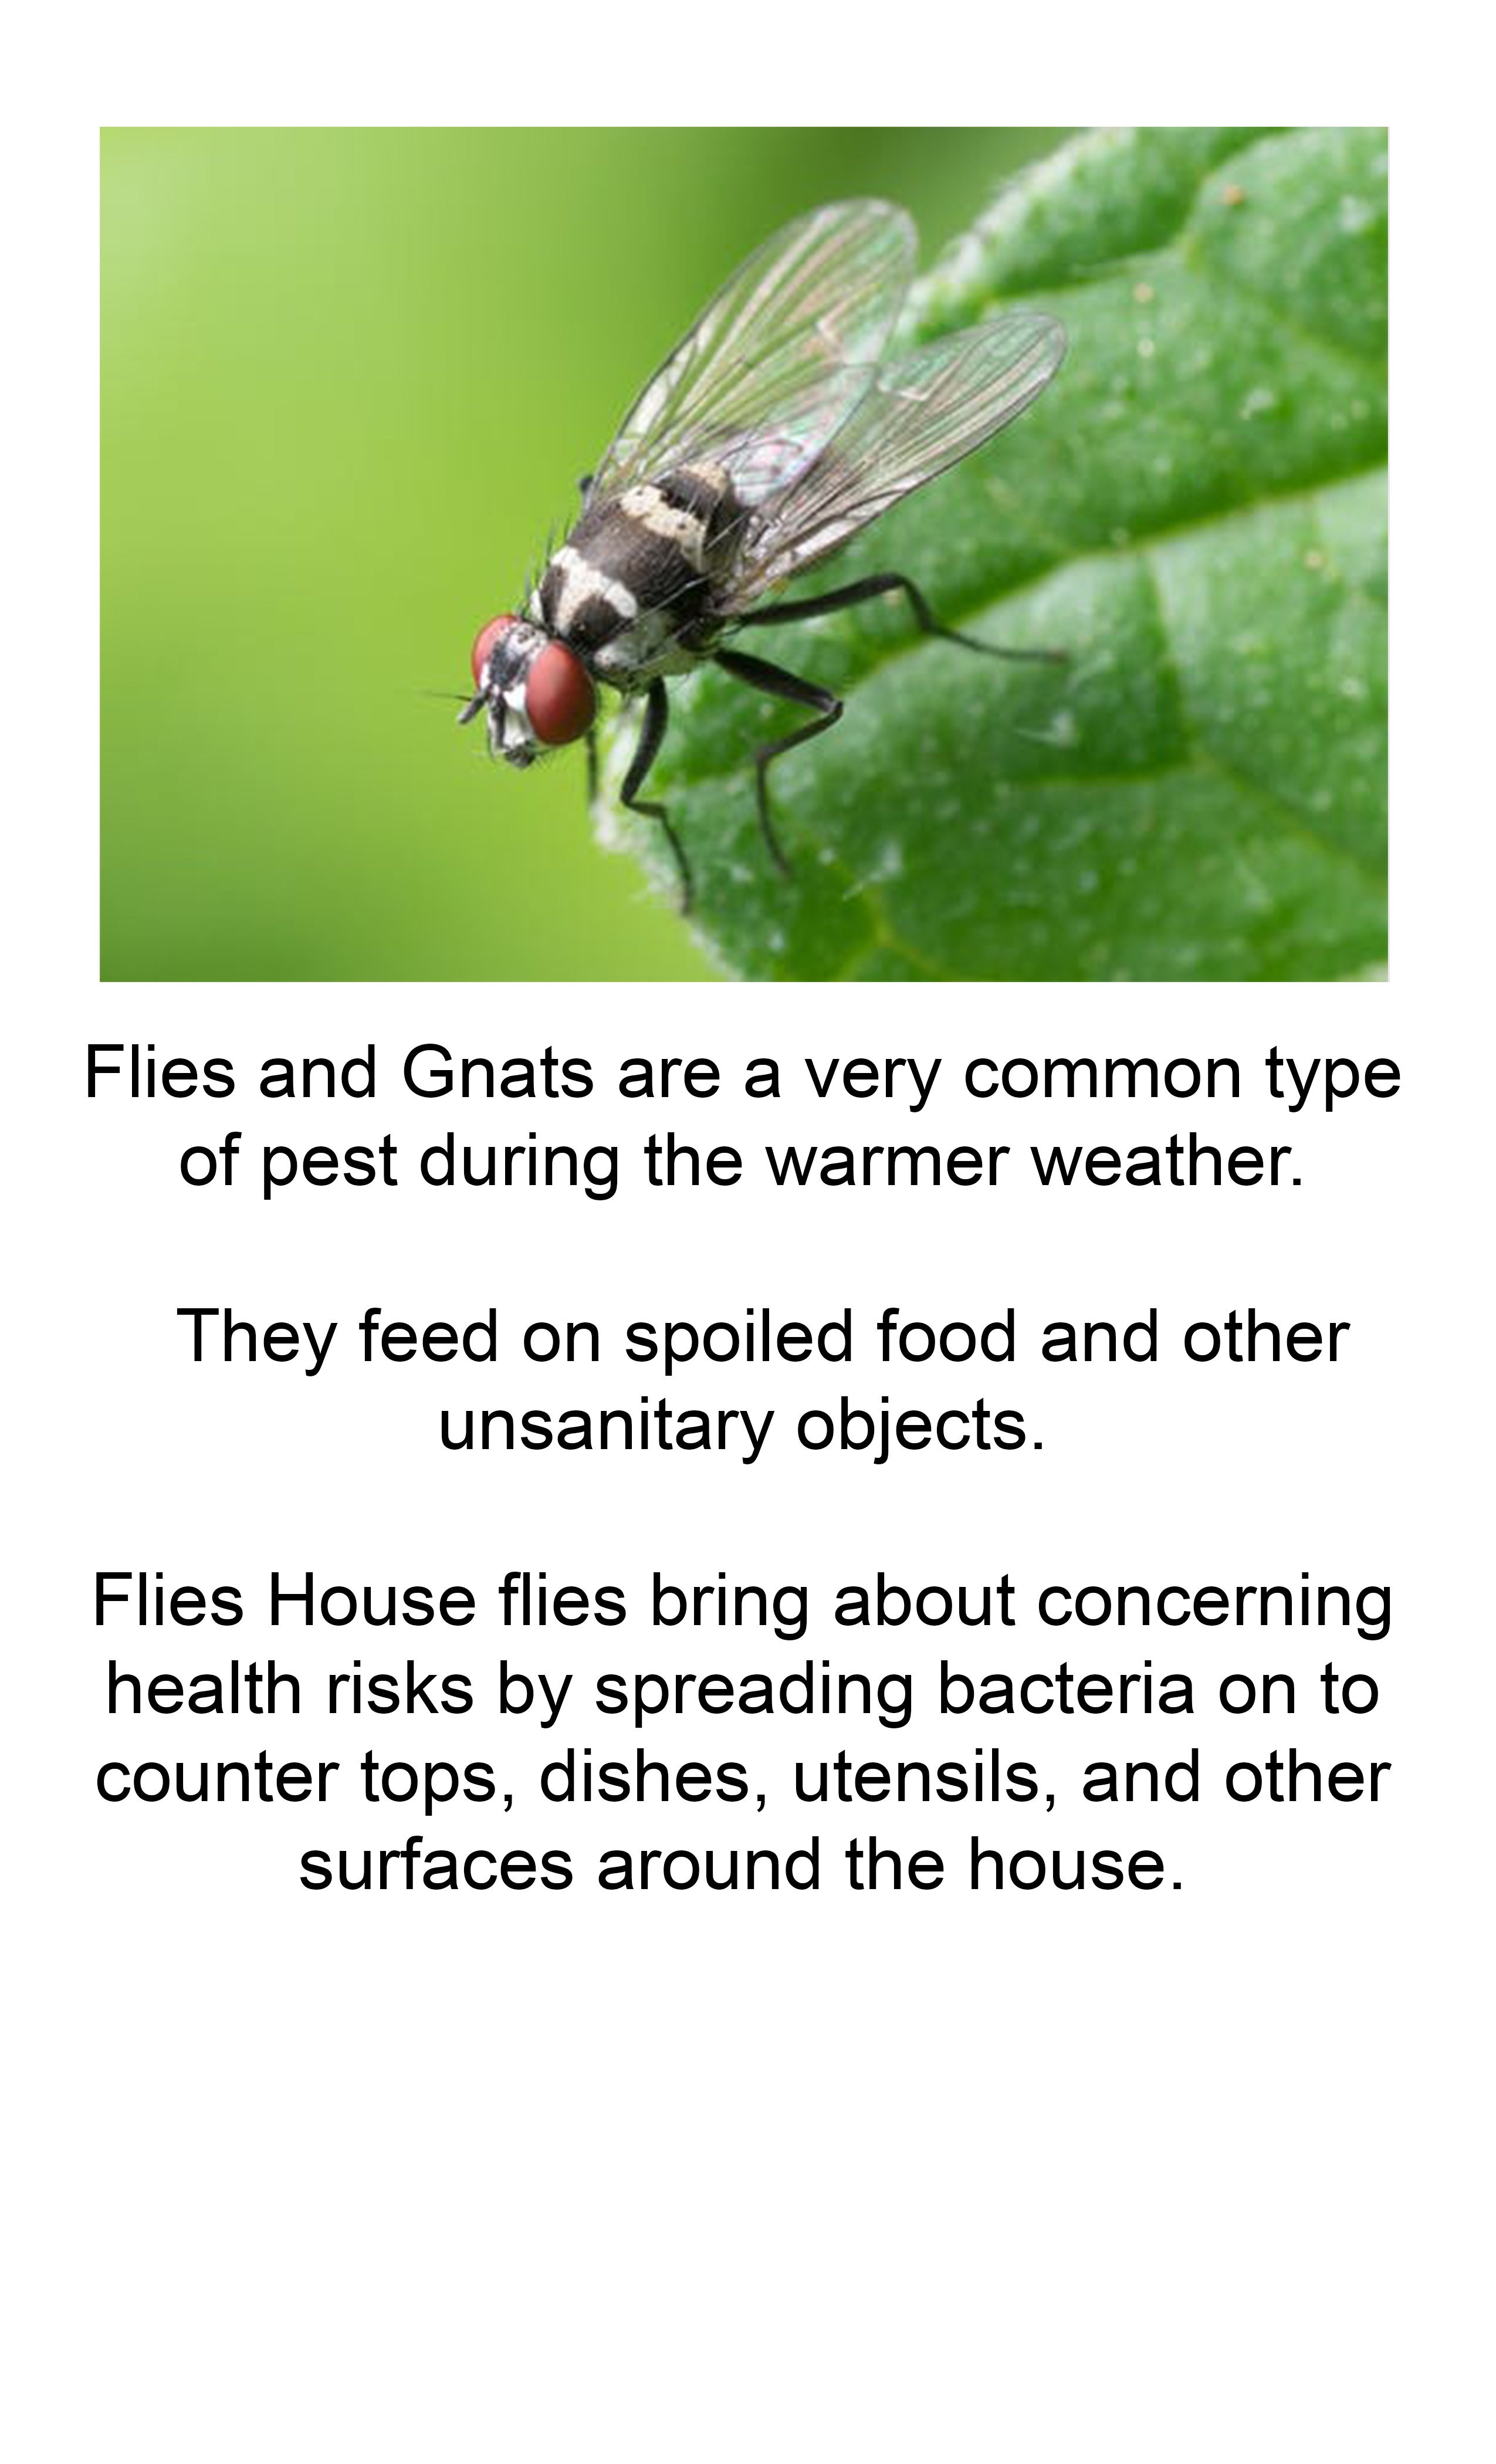 Flies and Gnats are a very common type
of pest during the warmer weather.
They feed on spoiled food and other
unsanitary objects.
Flies House flies bring about concerning
health risks by spreading bacteria on to
counter tops, dishes, utensils, and other
surfaces around the house.